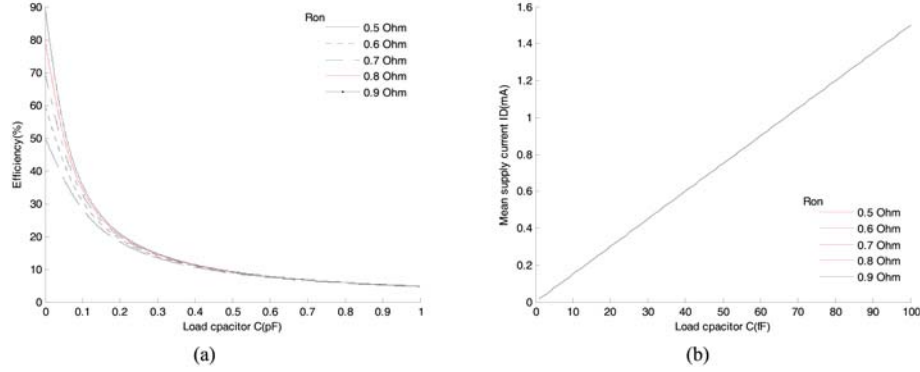 90
80
70
60
50
40
30
20
10
0
Efficiency(%)
Ron
0.5 Ohm
0.6 Ohm
0.7 Ohm
0.8 Ohm
0.9 Ohm
0 0.1 0.2 0.3 0.4 0.5 0.6 0.7 0.8 0.9 1
Load cpacitor C(pF)
(a)
1.6
1.4
1.2
1
0.8
0.6
0.4
0.2
0
Mean supply current ID(mA)
Ron
0.5 Ohm
0.6 Ohm
0.7 Ohm
0.8 Ohm
0.9 Ohm
0 10 20 30 40 50 60 70 80 90 100
Load cpacitor C(fF)
(b)